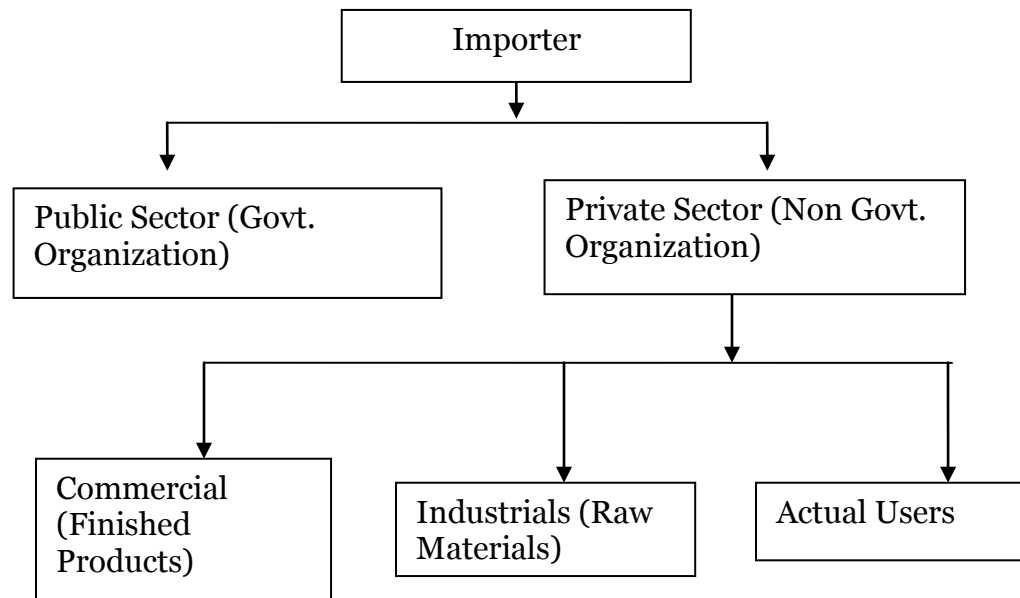 Importer
Public Sector (Govt.
Organization)
Private Sector (Non Govt.
Organization)
Commercial
(Finished
Products)
Industrials (Raw
Materials)
Actual Users